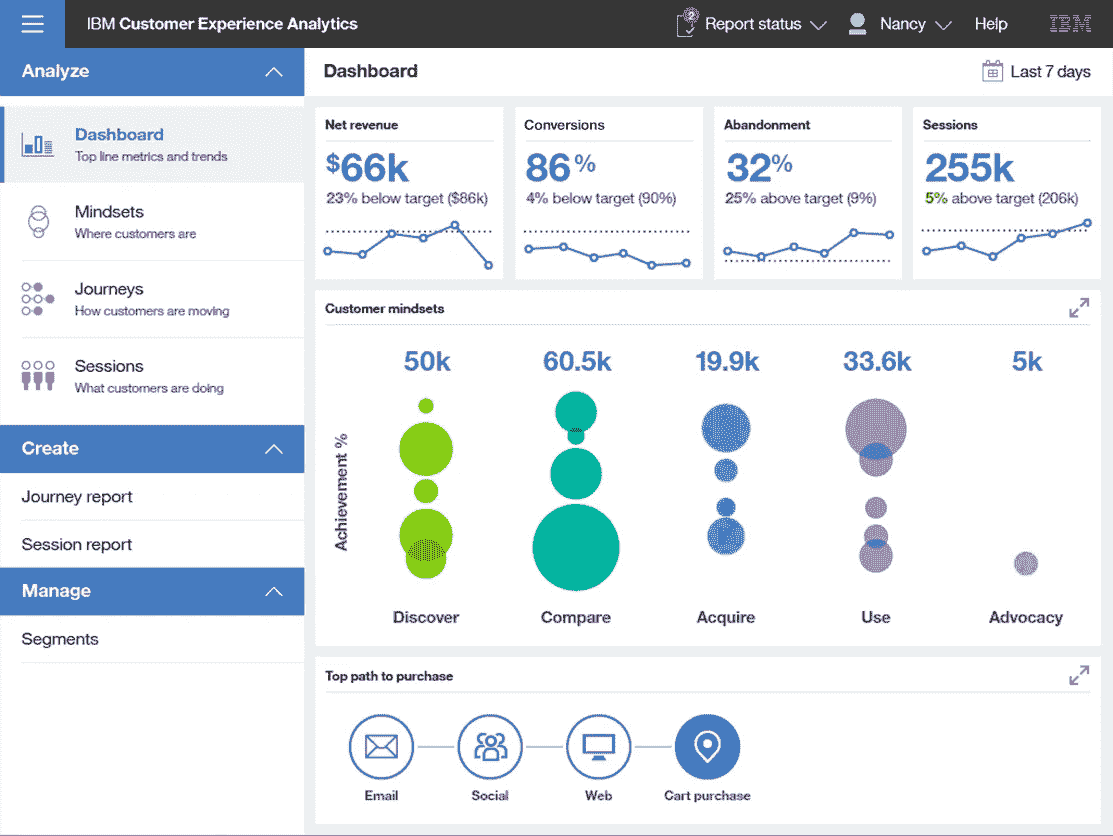 IBM Customer Experience Analytics
2
Report status
Nancy
Help
IBM
Analyze
Dashboard
Top line metrics and trends
Mindsets
Where customers are
Journeys
How customers are moving
Sessions
What customers are doing
Create
Journey report
Session report
Manage
Segments
Dashboard
Last 7 days
Net revenue
$66k
23% below target ($86k)
Conversions
86%
4% below target (90%)
Abandonment
32%
25% above target (9%)
Sessions
255k
5% above target (206k)
Customer mindsets
50k
60.5k
19.9k
33.6k
5k
Achievement %
Discover
Compare
Acquire
Use
Advocacy
Top path to purchase
Email
Social
Web
Cart purchase